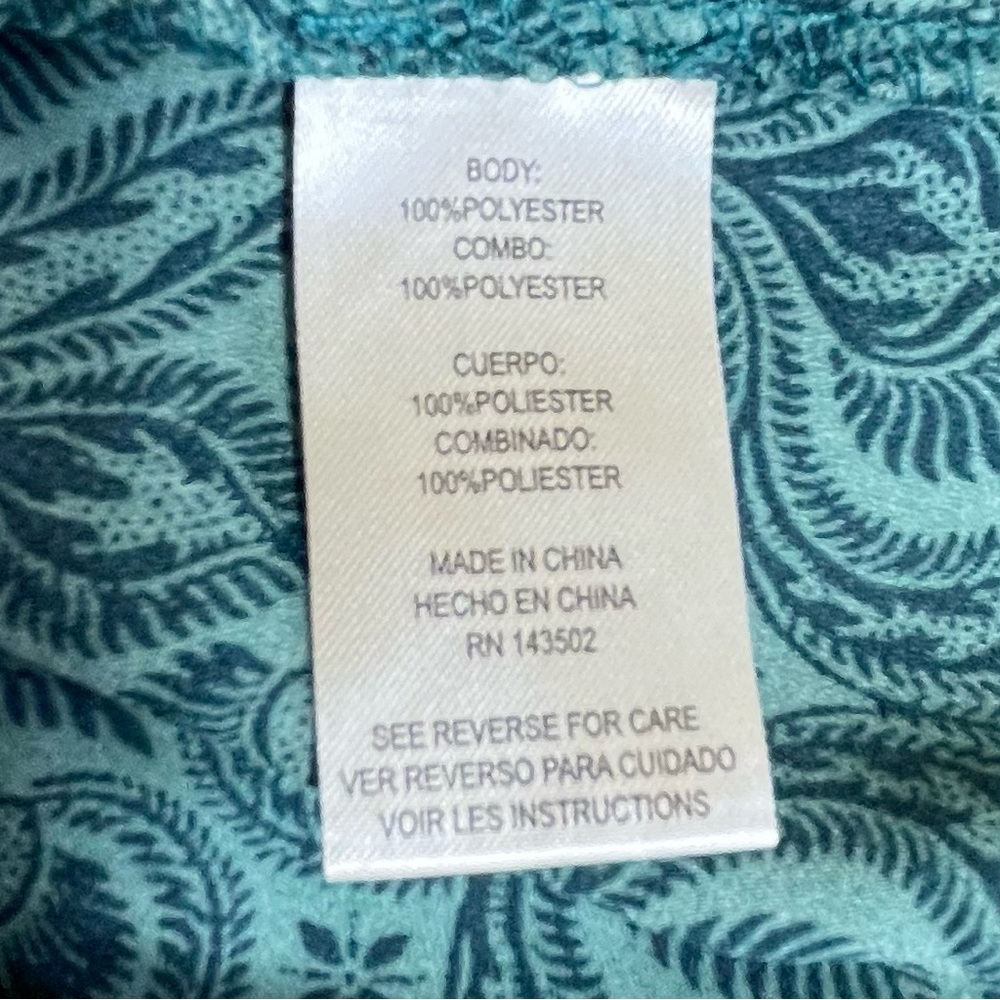 BODY:
100%POLYESTER
COMBO:
100%POLYESTER
CUERPO:
100%POLIESTER
COMBINADO:
100%POLIESTER
MADE IN CHINA
HECHO EN CHINA
RN 143502
SEE REVERSE FOR CARE
VER REVERSO PARA CUIDADO
VOIR LES INSTRUCTIONS